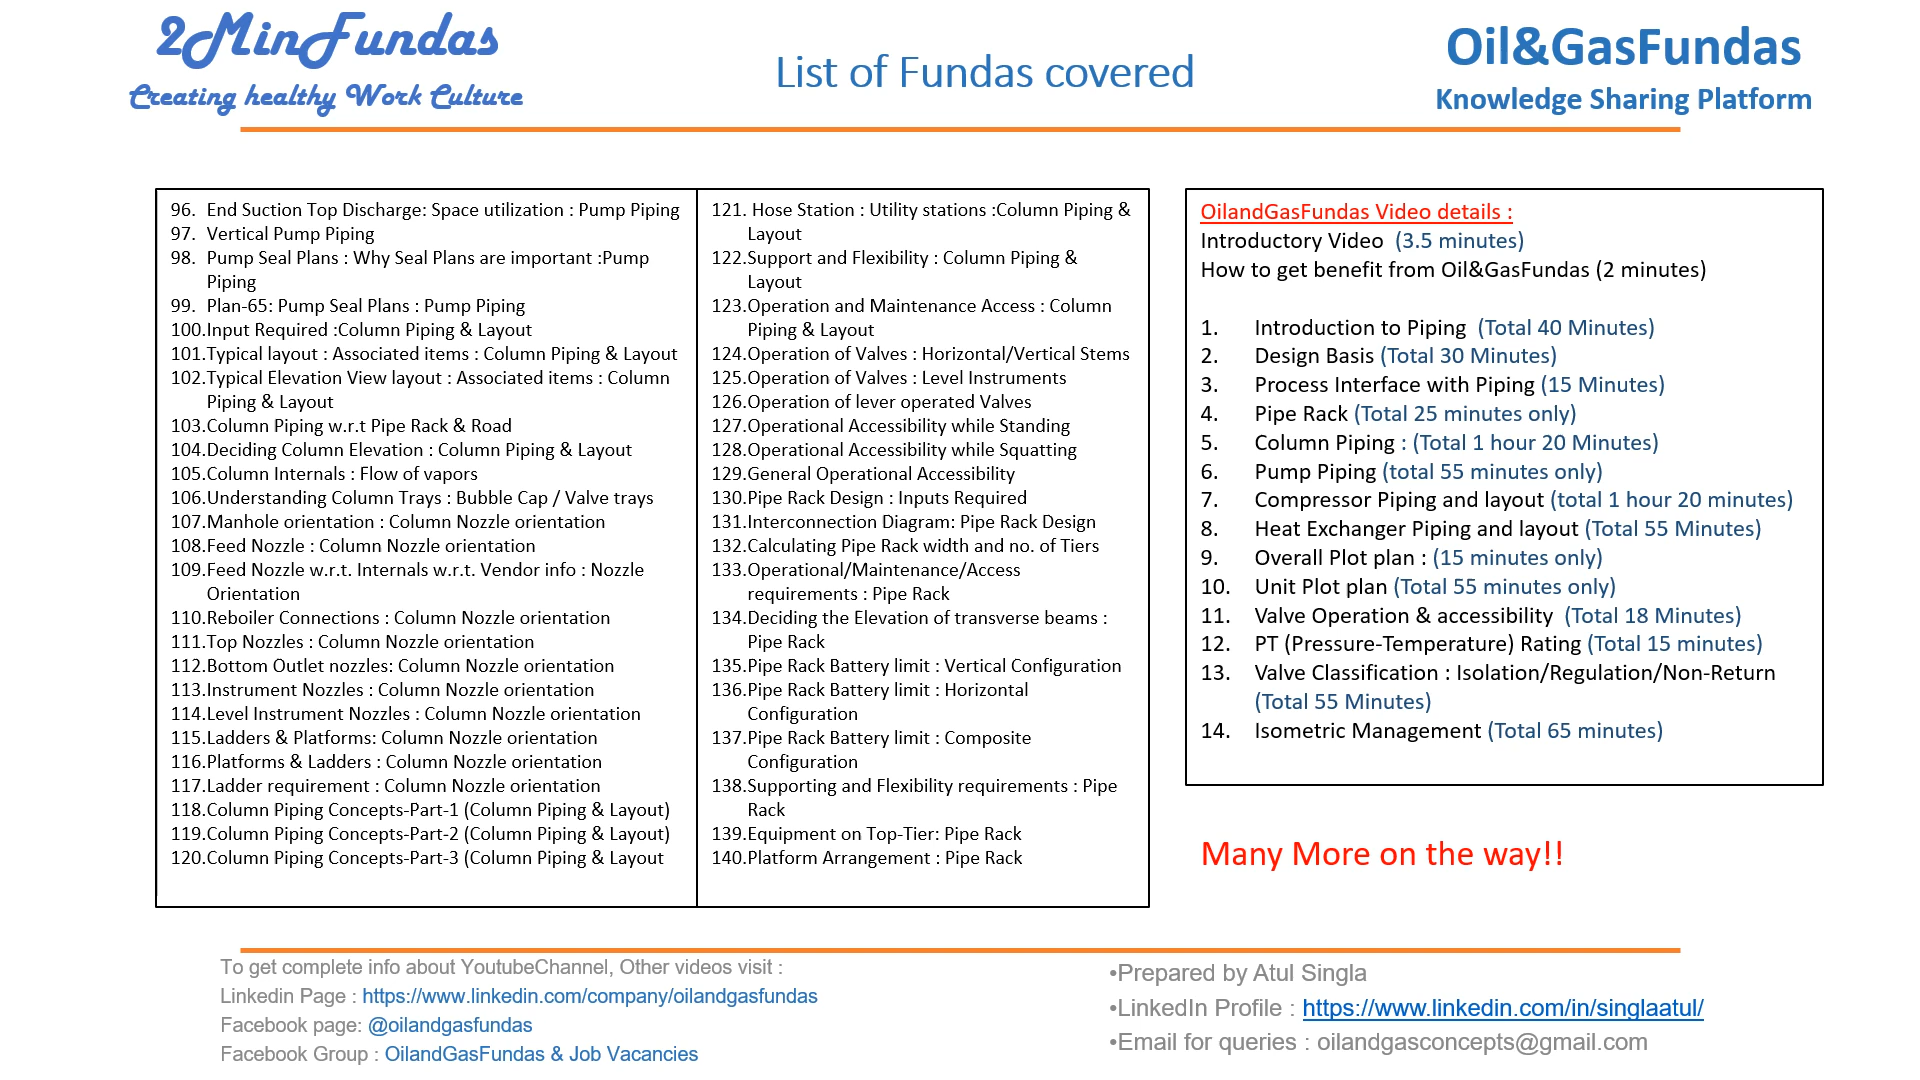 2MinFundas
Creating healthy Work Culture
List of Fundas covered
Oil&GasFundas
Knowledge Sharing Platform
96. End Suction Top Discharge: Space utilization : Pump Piping
97. Vertical Pump Piping
98. Pump Seal Plans : Why Seal Plans are important :Pump
Piping
99. Plan-65: Pump Seal Plans : Pump Piping
100.Input Required :Column Piping & Layout
101.Typical layout : Associated items : Column Piping & Layout
102.Typical Elevation View layout : Associated items : Column
Piping & Layout
103.Column Piping w.r.t Pipe Rack & Road
104.Deciding Column Elevation : Column Piping & Layout
105.Column Internals : Flow of vapors
106.Understanding Column Trays : Bubble Cap / Valve trays
107.Manhole orientation : Column Nozzle orientation
108.Feed Nozzle : Column Nozzle orientation
109.Feed Nozzle w.r.t. Internals w.r.t. Vendor info : Nozzle
Orientation
110.Reboiler Connections : Column Nozzle orientation
111.Top Nozzles : Column Nozzle orientation
112.Bottom Outlet nozzles: Column Nozzle orientation
113.Instrument Nozzles : Column Nozzle orientation
114.Level Instrument Nozzles : Column Nozzle orientation
115.Ladders & Platforms: Column Nozzle orientation
116.Platforms & Ladders : Column Nozzle orientation
117.Ladder requirement : Column Nozzle orientation
118.Column Piping Concepts-Part-1 (Column Piping & Layout)
119.Column Piping Concepts-Part-2 (Column Piping & Layout)
120.Column Piping Concepts-Part-3 (Column Piping & Layout
121. Hose Station : Utility stations :Column Piping &
Layout
122.Support and Flexibility : Column Piping &
Layout
123.Operation and Maintenance Access : Column
Piping & Layout
124.Operation of Valves : Horizontal/Vertical Stems
125.Operation of Valves : Level Instruments
126.Operation of lever operated Valves
127.Operational Accessibility while Standing
128.Operational Accessibility while Squatting
129.General Operational Accessibility
130.Pipe Rack Design : Inputs Required
131.Interconnection Diagram: Pipe Rack Design
132.Calculating Pipe Rack width and no. of Tiers
133.Operational/Maintenance/Access
requirements : Pipe Rack
134.Deciding the Elevation of transverse beams :
Pipe Rack
135.Pipe Rack Battery limit : Vertical Configuration
136.Pipe Rack Battery limit : Horizontal
Configuration
137.Pipe Rack Battery limit : Composite
Configuration
138.Supporting and Flexibility requirements : Pipe
Rack
139.Equipment on Top-Tier: Pipe Rack
140.Platform Arrangement : Pipe Rack
OilandGasFundas Video details :
Introductory Video (3.5 minutes)
How to get benefit from Oil&GasFundas (2 minutes)
1. Introduction to Piping (Total 40 Minutes)
2. Design Basis (Total 30 Minutes)
3. Process Interface with Piping (15 Minutes)
4. Pipe Rack (Total 25 minutes only)
5. Column Piping : (Total 1 hour 20 Minutes)
6. Pump Piping (total 55 minutes only)
7. Compressor Piping and layout (total 1 hour 20 minutes)
8. Heat Exchanger Piping and layout (Total 55 Minutes)
9. Overall Plot plan : (15 minutes only)
10. Unit Plot plan (Total 55 minutes only)
11. Valve Operation & accessibility (Total 18 Minutes)
12. PT (Pressure-Temperature) Rating (Total 15 minutes)
13. Valve Classification : Isolation/Regulation/Non-Return
(Total 55 Minutes)
14. Isometric Management (Total 65 minutes)
Many More on the way!!
To get complete info about YoutubeChannel, Other videos visit :
Linkedin Page : https://www.linkedin.com/company/oilandgasfundas
Facebook page: @oilandgasfundas
Facebook Group : OilandGasFundas & Job Vacancies
•Prepared by Atul Singla
•LinkedIn Profile : https://www.linkedin.com/in/singlaatul/
•Email for queries : oilandgasconcepts@gmail.com